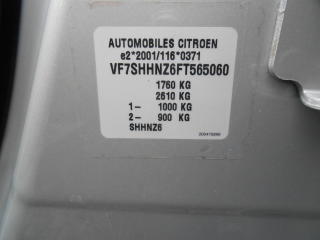 AUTOMOBILES CITROEN
e2*2001/116*0371
VF7SHHNZ6FT565060
1760 KG
2610 KG
1- 1000 KG
2- 900 KG
SHHNZ6